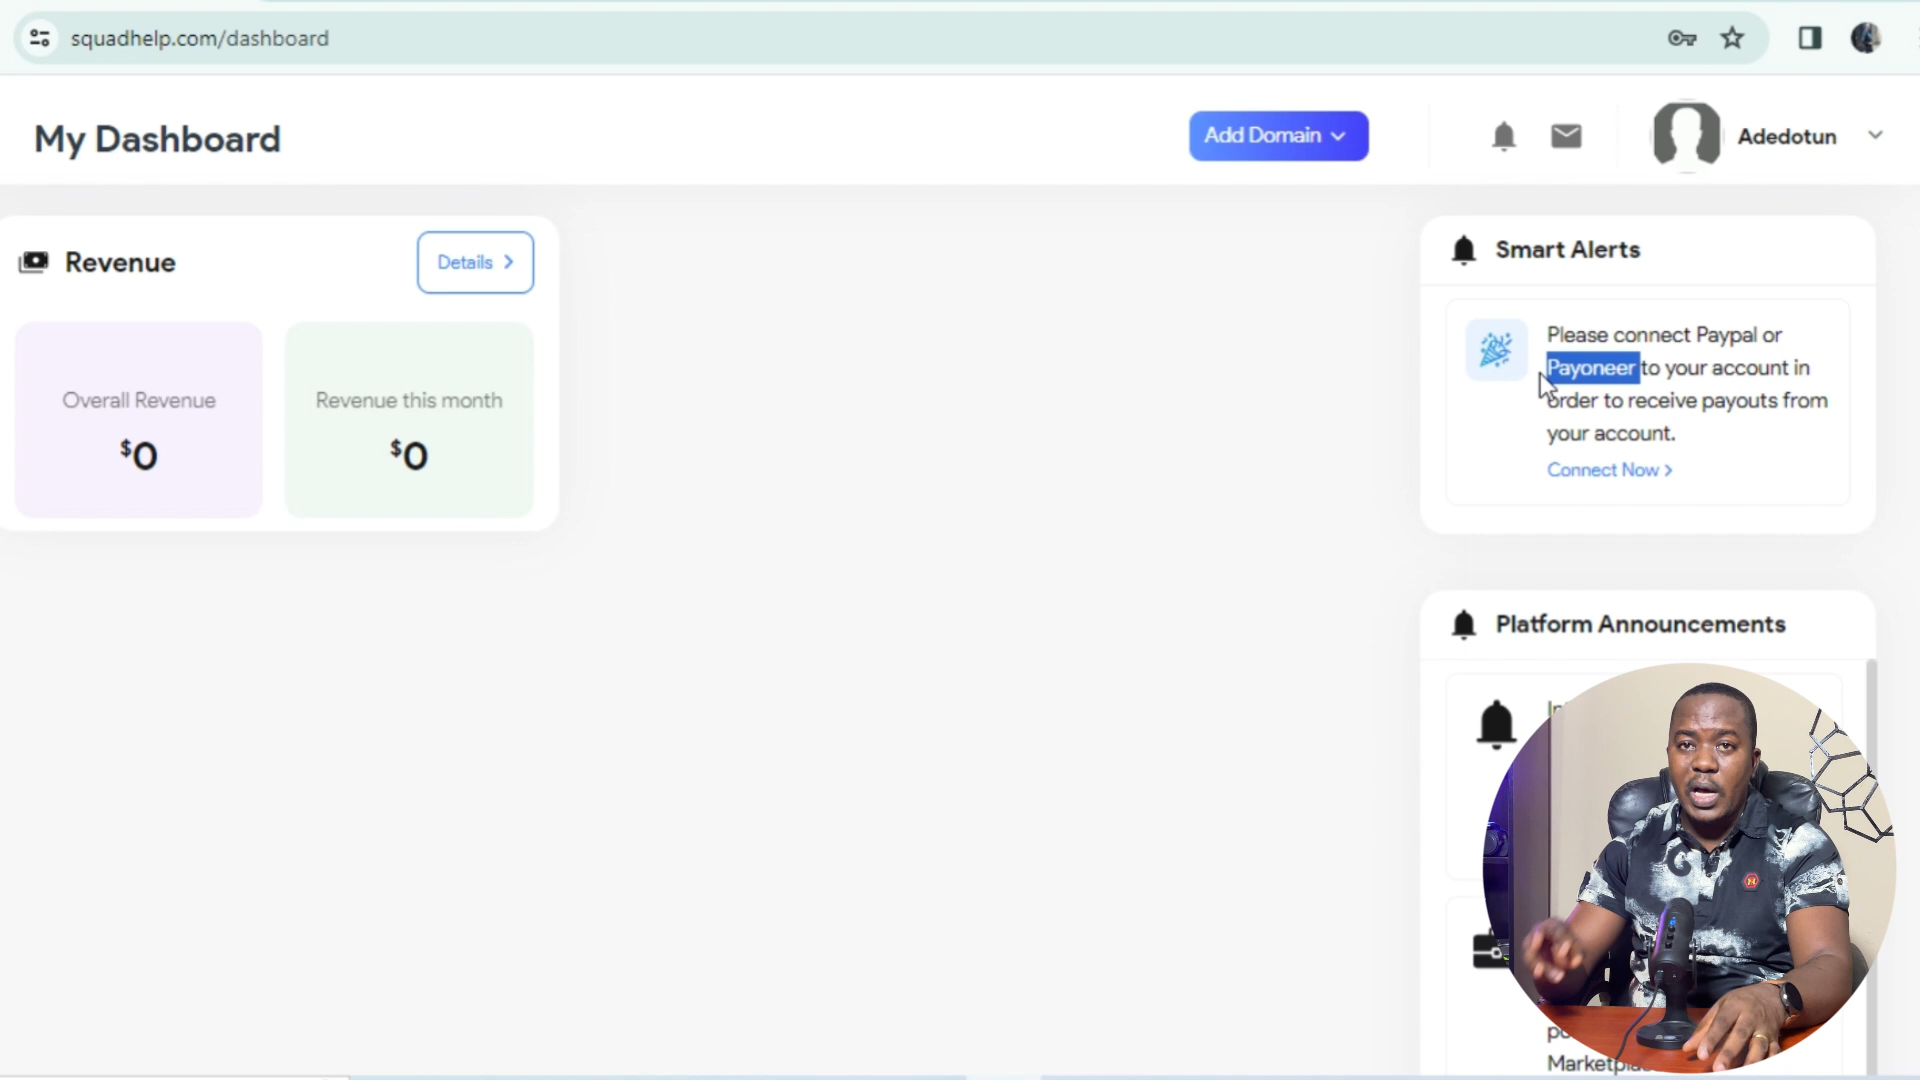 squadhelp.com/dashboard
My Dashboard
Add Domain
Adedotun
Revenue
Details
Overall Revenue
$0
Revenue this month
$0
Smart Alerts
Please connect Paypal or
Payoneer to your account in
order to receive payouts from
your account.
Connect Now
Platform Announcements